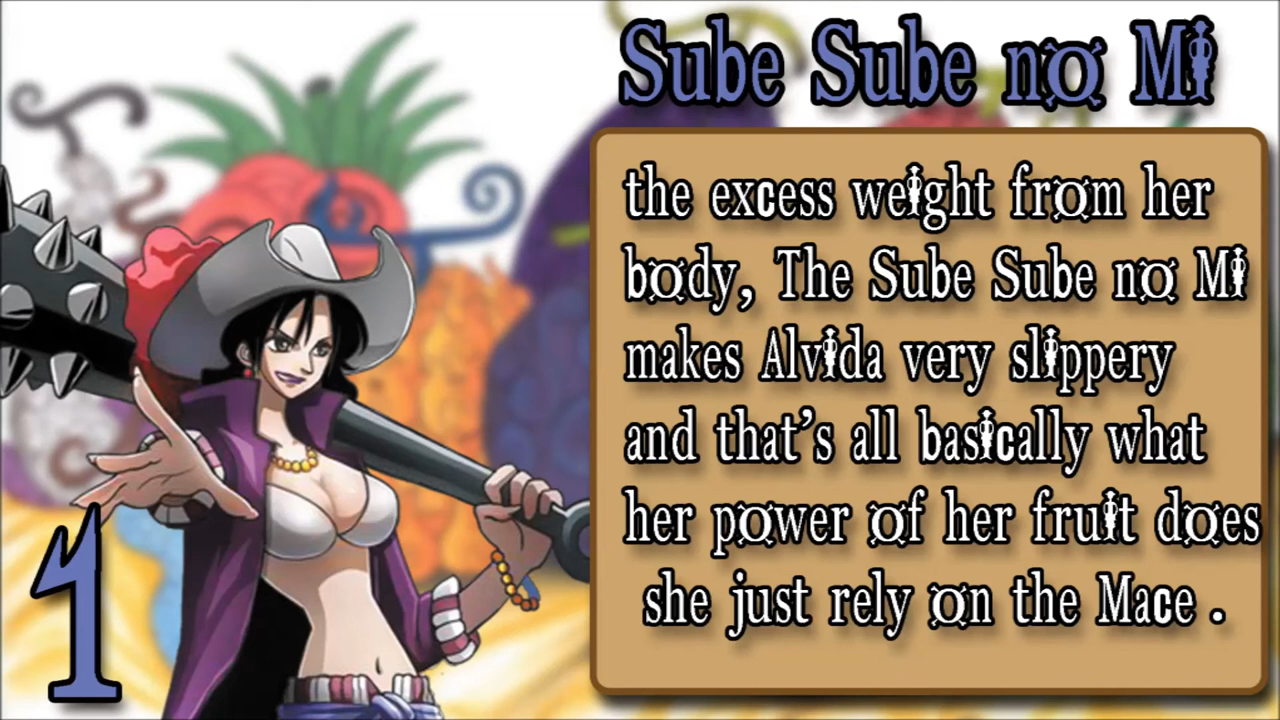 Sube Sube no Mi
the excess weight from her
body, The Sube Sube no Mi
makes Alvida very slippery
and that's all basically what
her power of her fruit does
she just rely on the Mace .
1